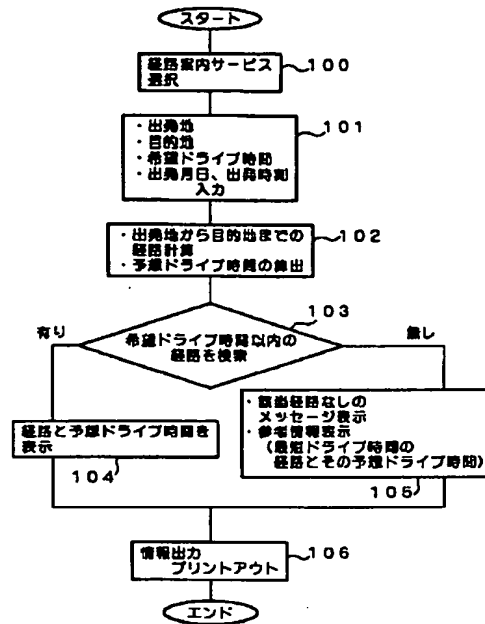 スタート
経路案内サービス
選択
100
・出発地
・目的地
・希望ドライブ時間
・出発月日、出発時刻
入力
101
・出発地から目的地までの
経路計算
・予想ドライブ時間の算出
102
103
希望ドライブ時間以内の
経路を検索
有り
無し
経路と予想ドライブ時間を
表示
104
・該当経路なしの
メッセージ表示
・参考情報表示
(最短ドライブ時間の
経路とその予想ドライブ時間)
105
情報出力
プリントアウト
106
エンド